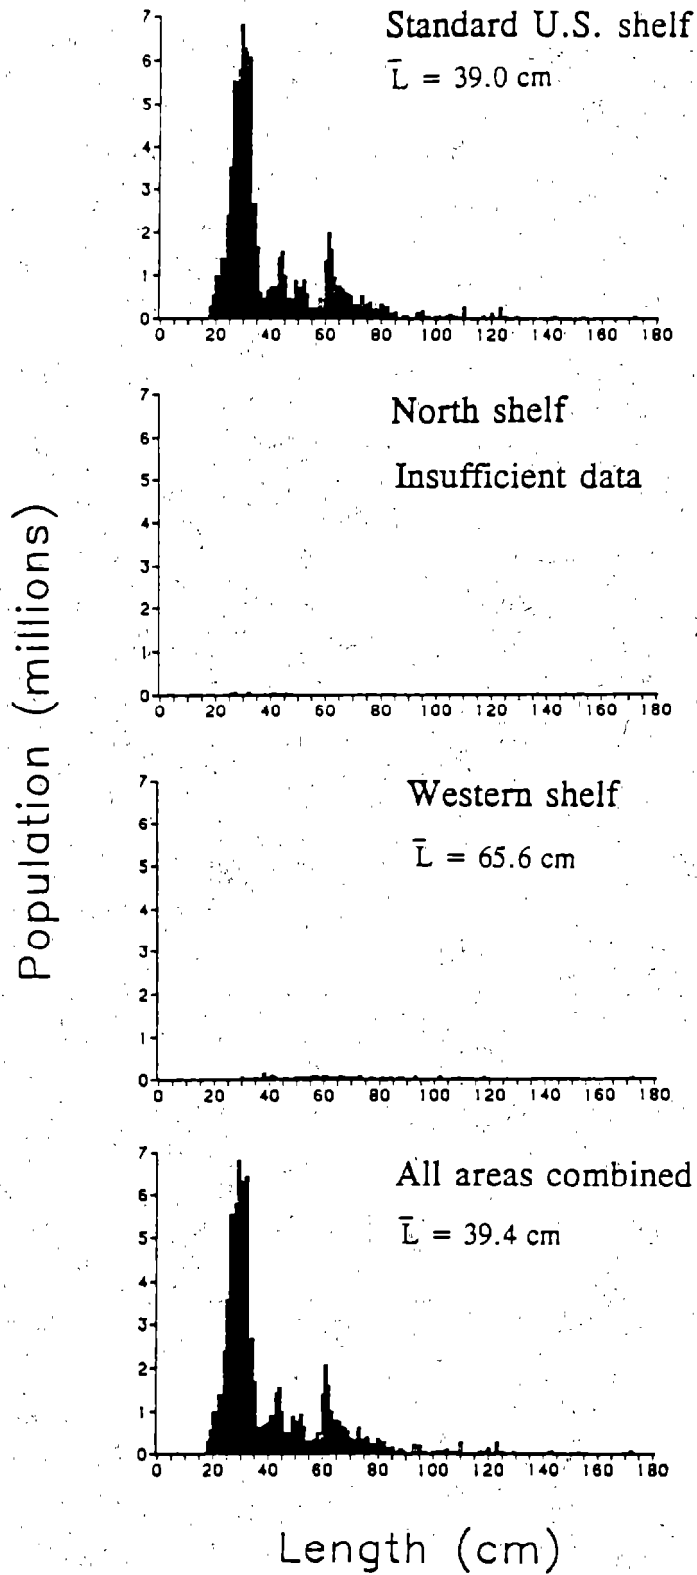 Standard U.S. shelf
L̄ = 39.0 cm
7
6
5
4
3
2
1
0
0 20 40 60 80 100 120 140 160 180
North shelf
Insufficient data
7
6
5
4
3
2
1
0
0 20 40 60 80 100 120 140 160 180
Population (millions)
Western shelf
L̄ = 65.6 cm
7
6
5
4
3
2
1
0
0 20 40 60 80 100 120 140 160 180
All areas combined
L̄ = 39.4 cm
7
6
5
4
3
2
1
0
0 20 40 60 80 100 120 140 160 180
Length (cm)